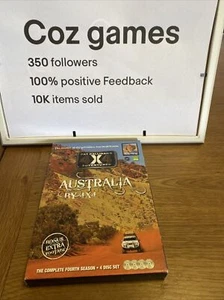 Coz games
350 followers
100% positive Feedback
10K items sold
AUSTRALIA
BY 4X4
BONUS
EXTRA
THE COMPLETE FOURTH SEASON • 4 DISC SET